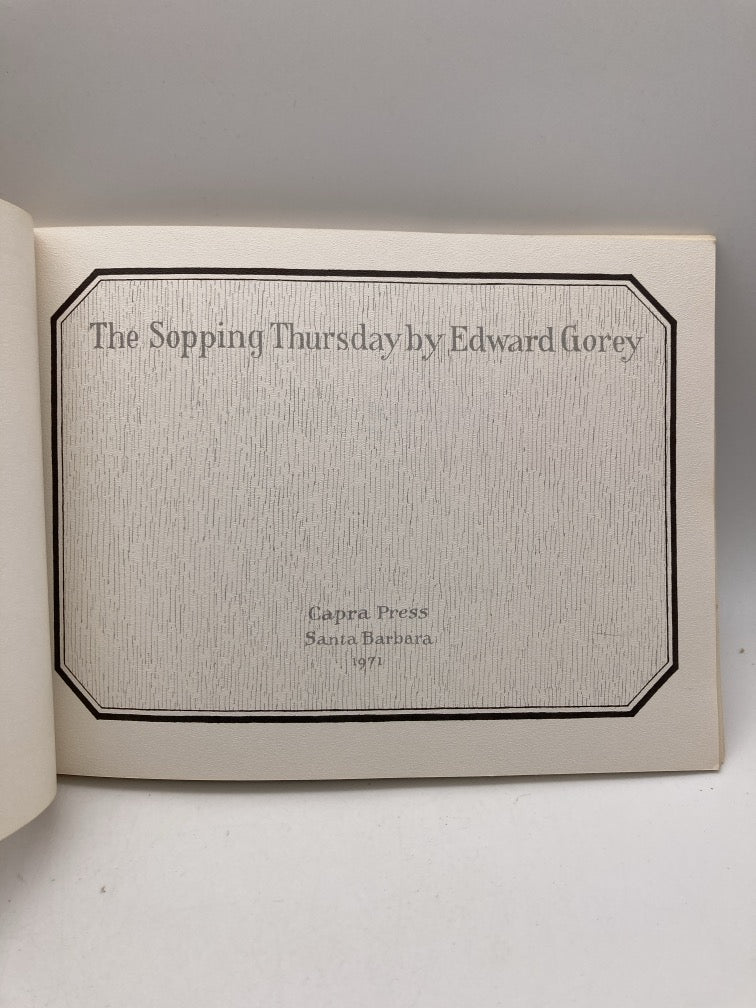 The Sopping Thursday by Edward Gorey
Capra Press
Santa Barbara
1971